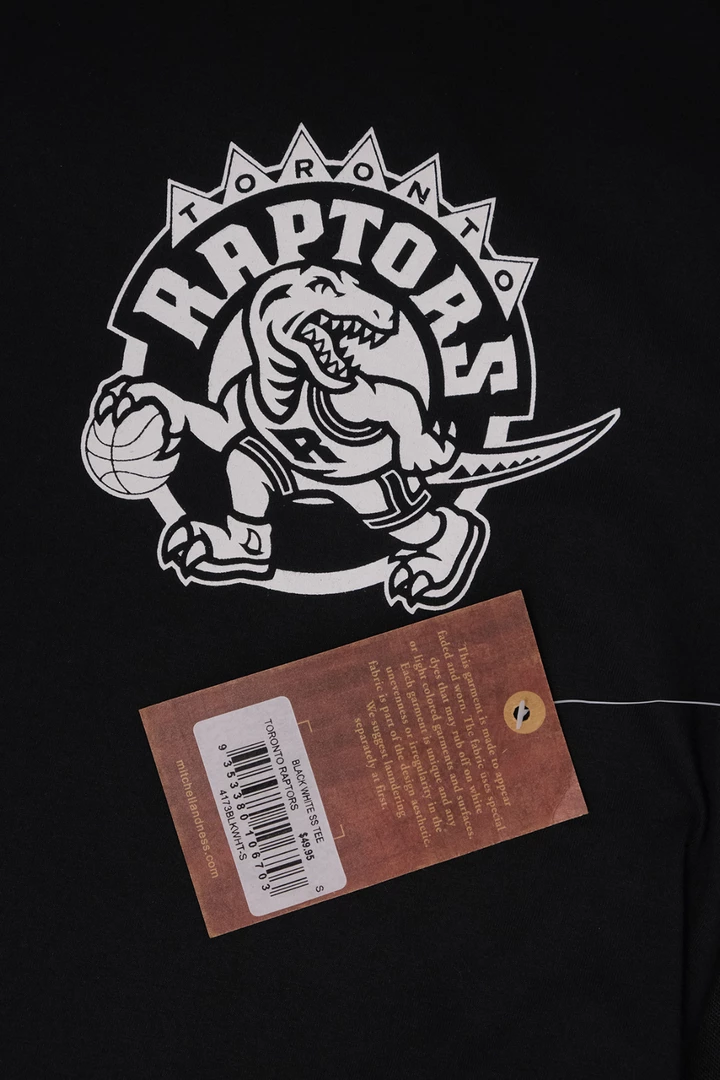 TORONTO
RAPTORS
R
This garment is made to appear
faded and worn. The fabric uses special
dyes that may rub off on white
or light colored garments and surfaces.
Each garment is unique and any
unevenness or irregularity in the
fabric is part of the design aesthetic.
We suggest laundering
separately at first.
BLACK WHITE SS TEE
TORONTO RAPTORS
$49.95
S
9 353380 106703
4173BLKWHT-S
mitchellandness.com